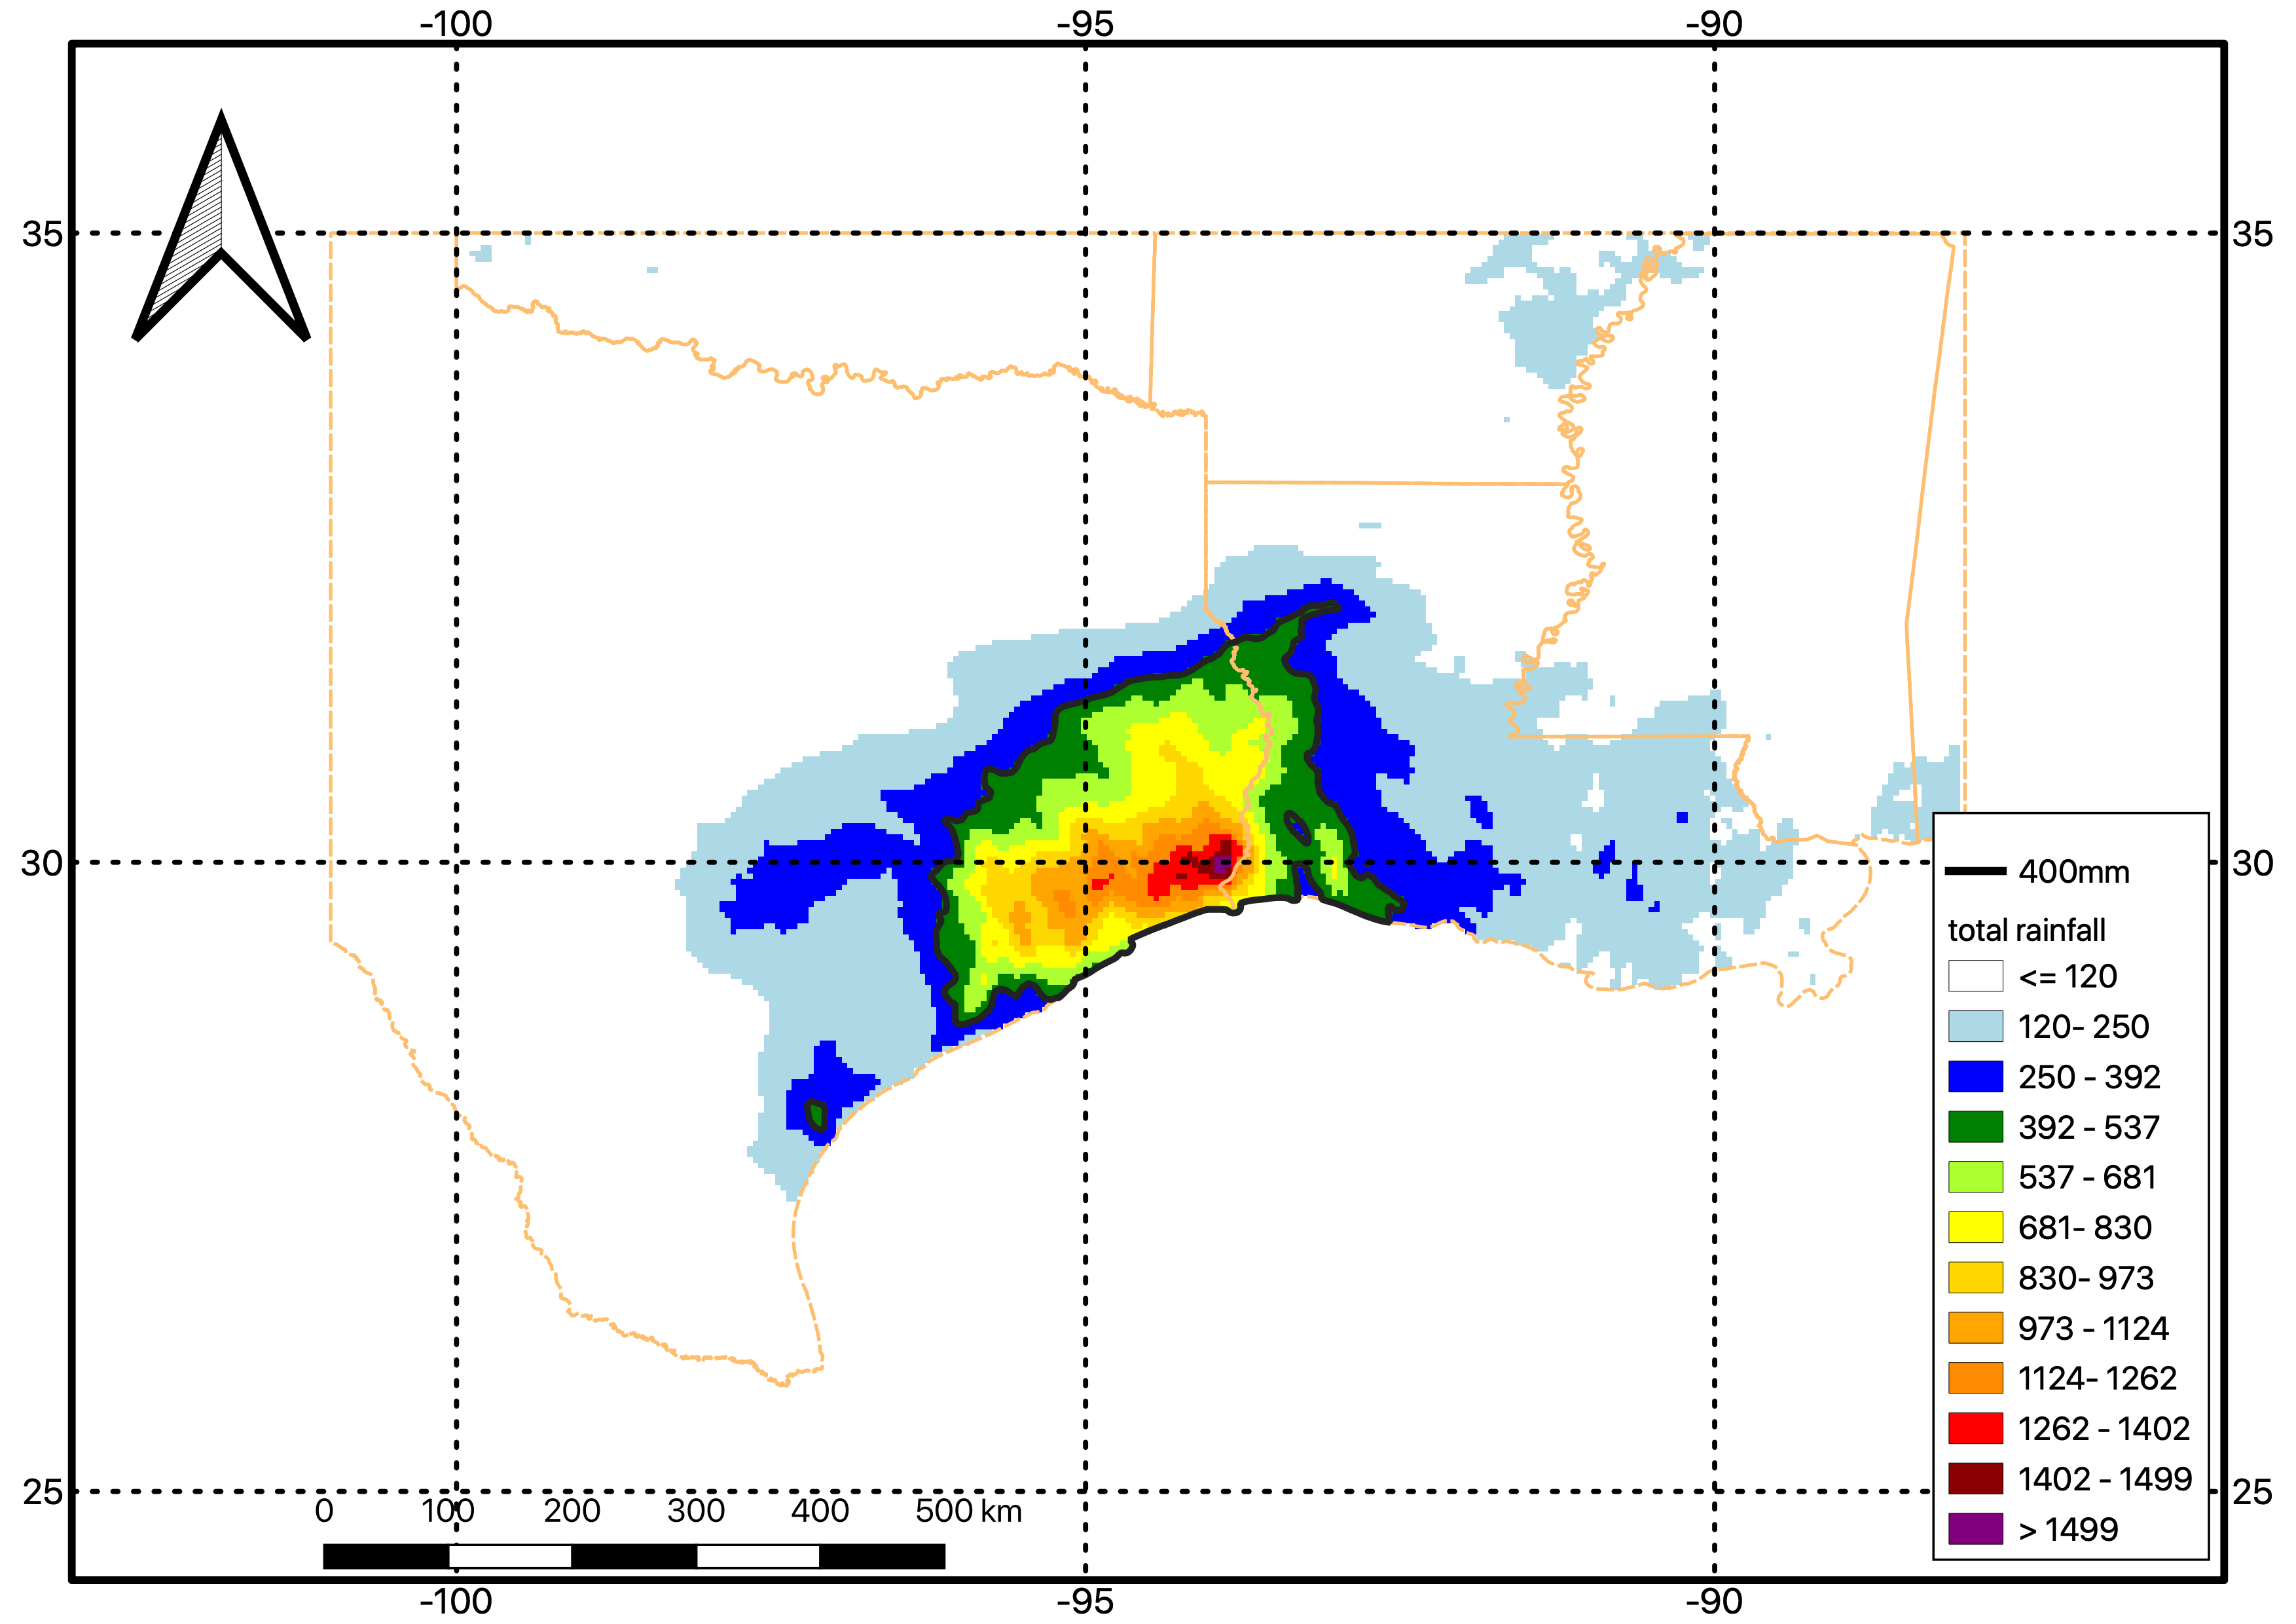 -100 -95 -90
35 35
30 30
25 25
400mm
total rainfall
<= 120
120- 250
250 - 392
392 - 537
537 - 681
681- 830
830- 973
973 - 1124
1124- 1262
1262 - 1402
1402 - 1499
> 1499
0 100 200 300 400 500 km
-100 -95 -90